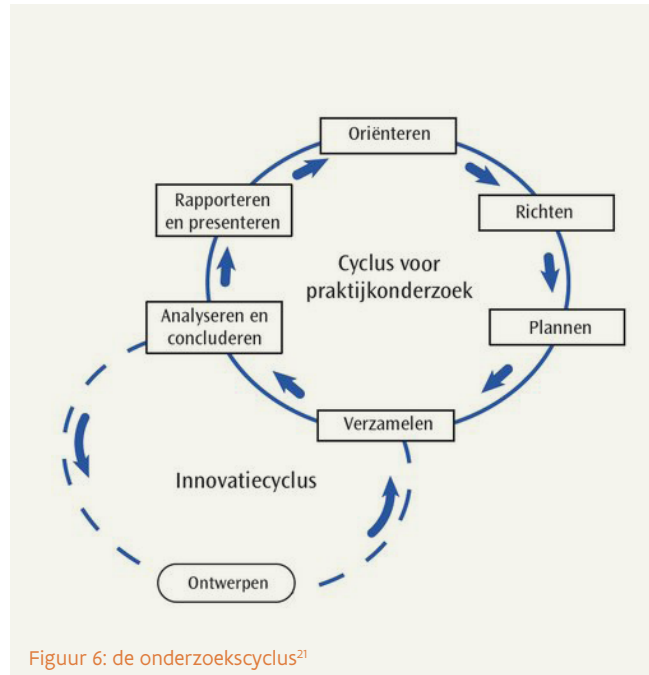 Oriënteren
Richten
Plannen
Verzamelen
Analyseren en
concluderen
Rapporteren
en presenteren
Cyclus voor
praktijkonderzoek
Innovatiecyclus
Ontwerpen
Figuur 6: de onderzoekscyclus²¹